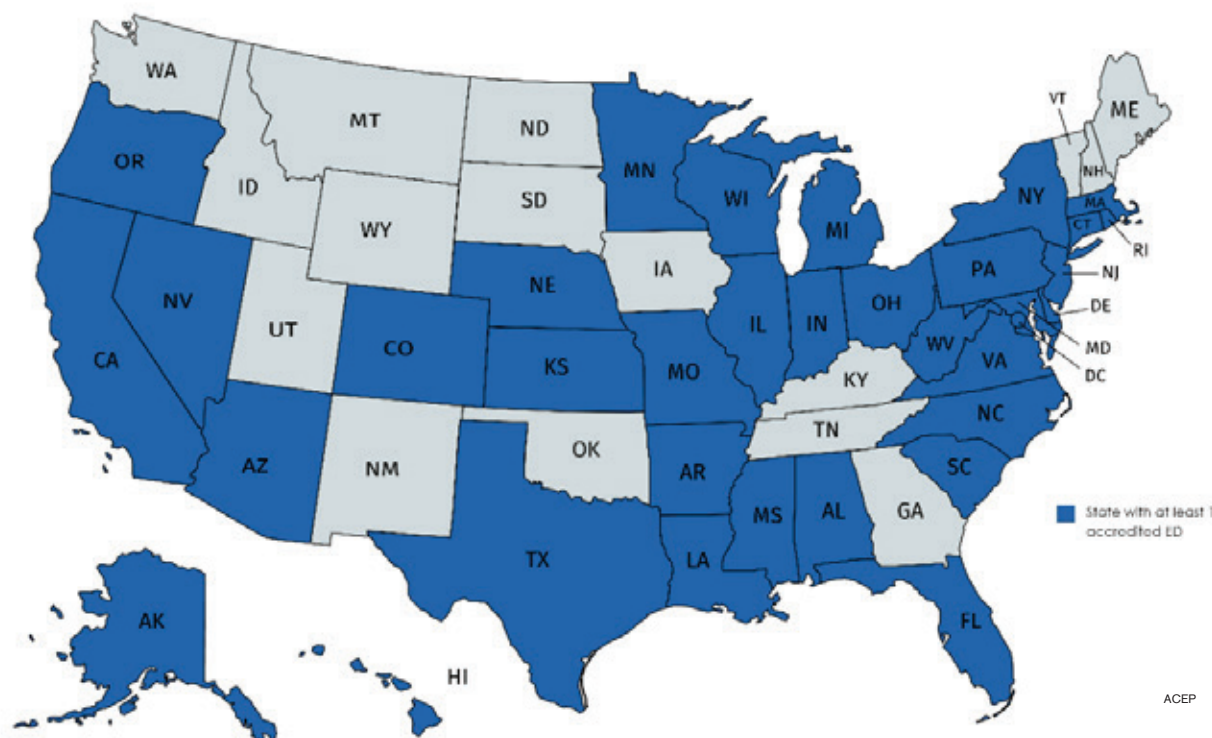 WA
MT
ND
MN
VT
ME
OR
ID
SD
WI
NH
NY
MA
WY
MI
CT
RI
IA
PA
NE
NJ
NV
OH
DE
UT
IL
IN
CO
WV
MD
CA
KS
MO
VA
DC
KY
NC
TN
OK
AZ
NM
AR
SC
MS
AL
GA
State with at least 1
accredited ED
LA
TX
AK
FL
HI
ACEP